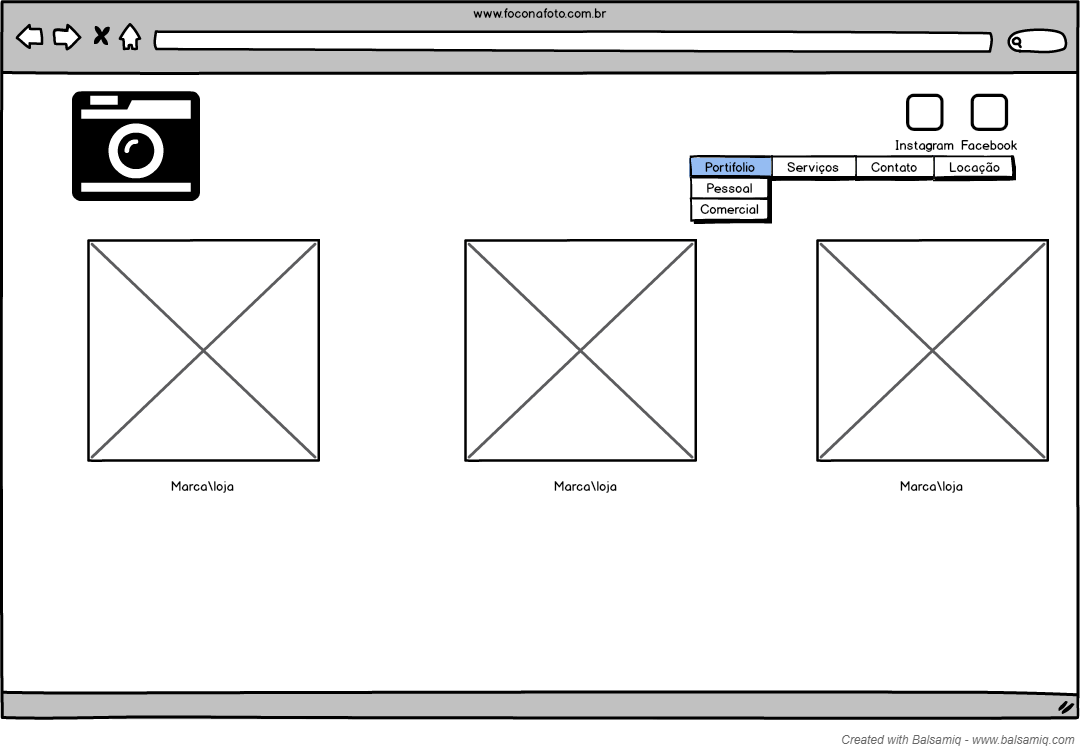 www.foconafoto.com.br
Instagram Facebook
Portifolio Serviços Contato Locação
Pessoal
Comercial
Marca\loja Marca\loja Marca\loja
Created with Balsamiq - www.balsamiq.com